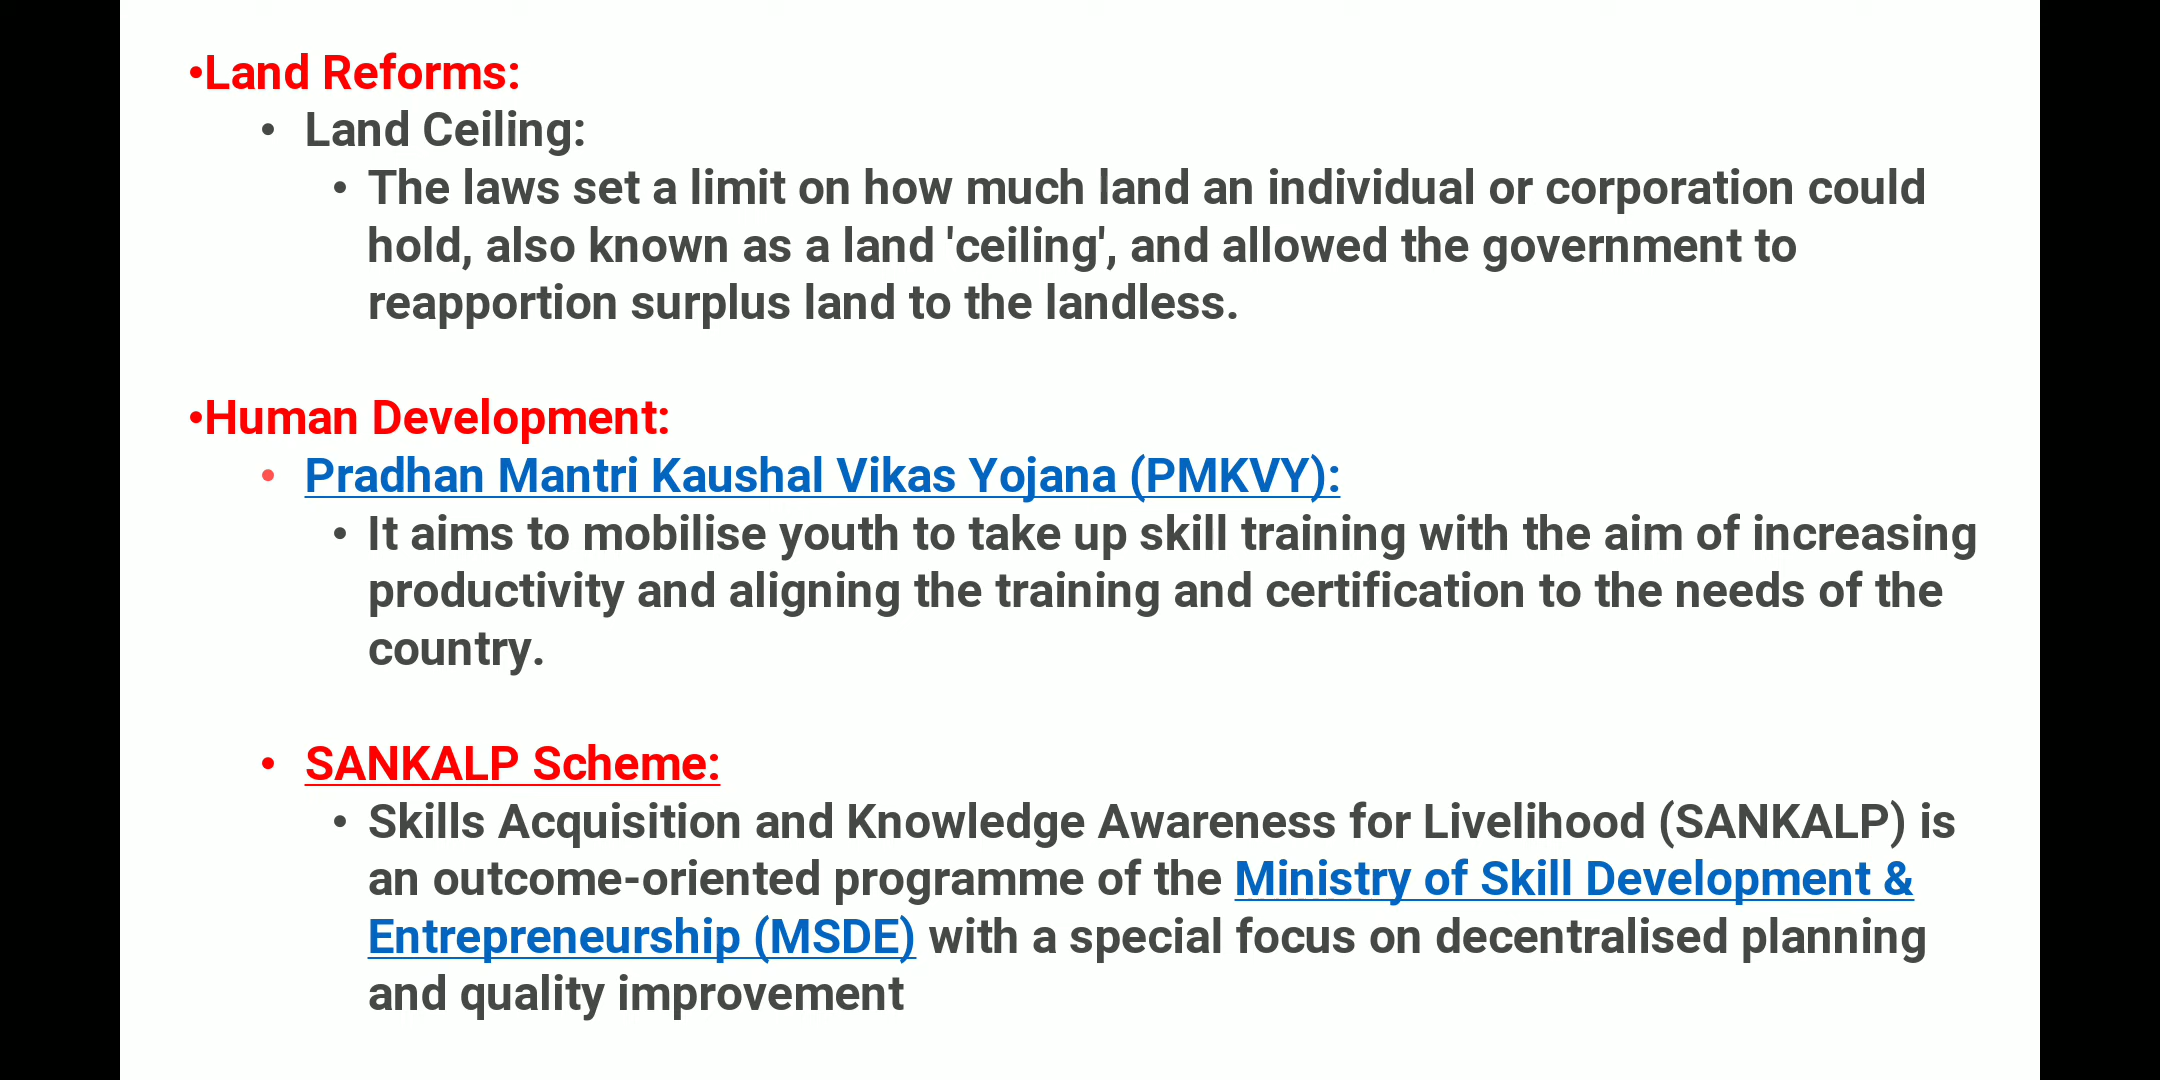 •Land Reforms:
• Land Ceiling:
• The laws set a limit on how much land an individual or corporation could
hold, also known as a land 'ceiling', and allowed the government to
reapportion surplus land to the landless.
•Human Development:
• Pradhan Mantri Kaushal Vikas Yojana (PMKVY):
• It aims to mobilise youth to take up skill training with the aim of increasing
productivity and aligning the training and certification to the needs of the
country.
• SANKALP Scheme:
• Skills Acquisition and Knowledge Awareness for Livelihood (SANKALP) is
an outcome-oriented programme of the Ministry of Skill Development &
Entrepreneurship (MSDE) with a special focus on decentralised planning
and quality improvement